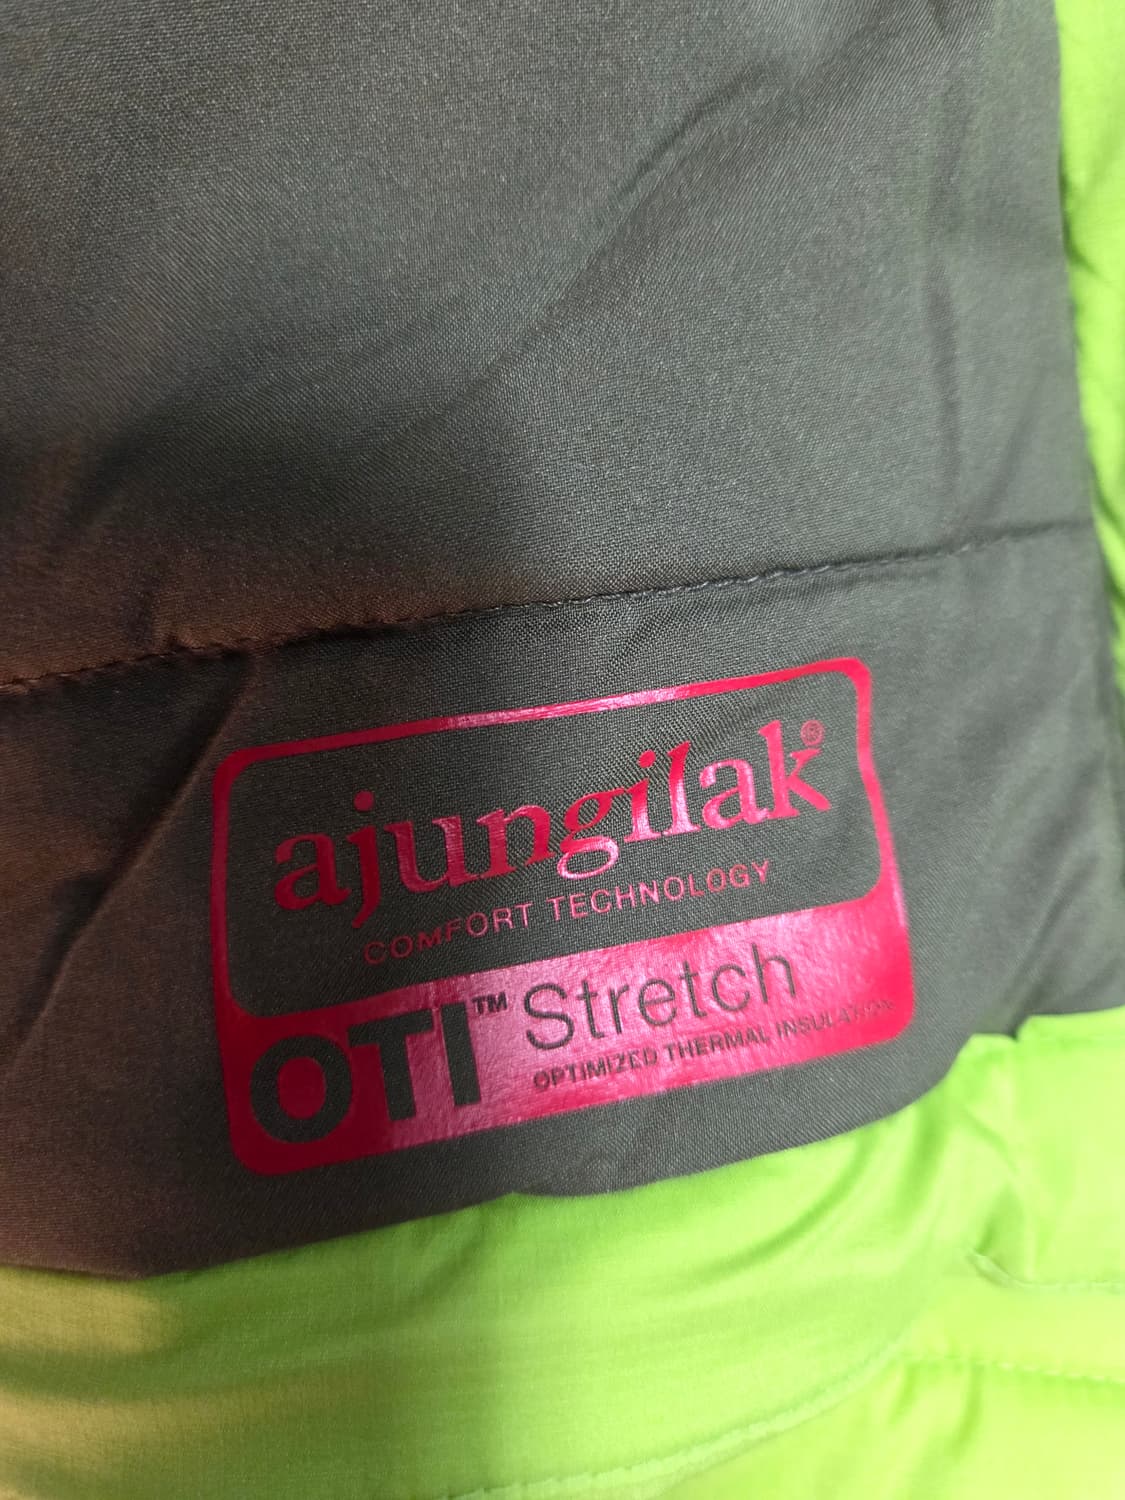 ajungilak®
COMFORT TECHNOLOGY
OTI™ Stretch
OPTIMIZED THERMAL INSULATION